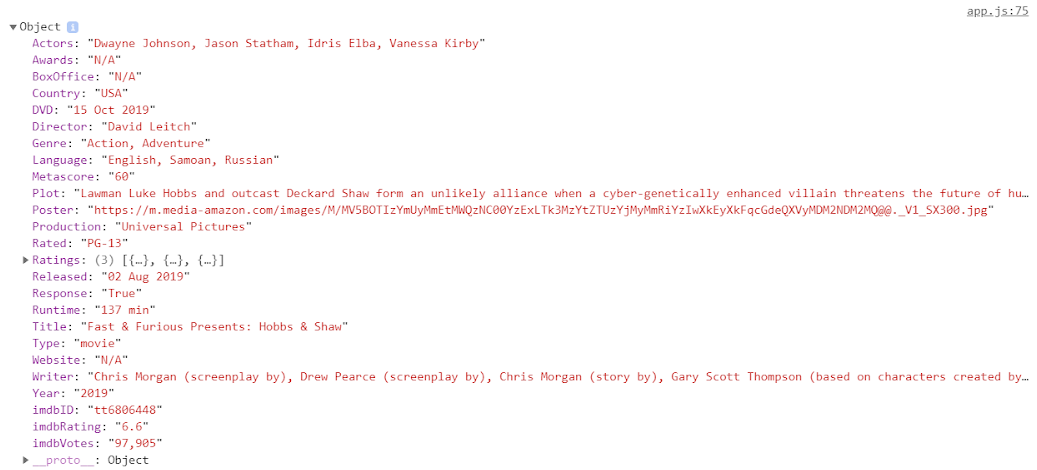 app.js:75
▼Object i
Actors: "Dwayne Johnson, Jason Statham, Idris Elba, Vanessa Kirby"
Awards: "N/A"
BoxOffice: "N/A"
Country: "USA"
DVD: "15 Oct 2019"
Director: "David Leitch"
Genre: "Action, Adventure"
Language: "English, Samoan, Russian"
Metascore: "60"
Plot: "Lawman Luke Hobbs and outcast Deckard Shaw form an unlikely alliance when a cyber-genetically enhanced villain threatens the future of hu…
Poster: "https://m.media-amazon.com/images/M/MV5BOTIzYmUyMmEtMWQzNC00YzExLTk3MzYtZTUzYjMyMmRiYzIwXkEyXkFqcGdeQXVyMDM2NDM2MQ@@._V1_SX300.jpg"
Production: "Universal Pictures"
Rated: "PG-13"
▶Ratings: (3) [{…}, {…}, {…}]
Released: "02 Aug 2019"
Response: "True"
Runtime: "137 min"
Title: "Fast & Furious Presents: Hobbs & Shaw"
Type: "movie"
Website: "N/A"
Writer: "Chris Morgan (screenplay by), Drew Pearce (screenplay by), Chris Morgan (story by), Gary Scott Thompson (based on characters created by…
Year: "2019"
imdbID: "tt6806448"
imdbRating: "6.6"
imdbVotes: "97,905"
▶__proto__: Object